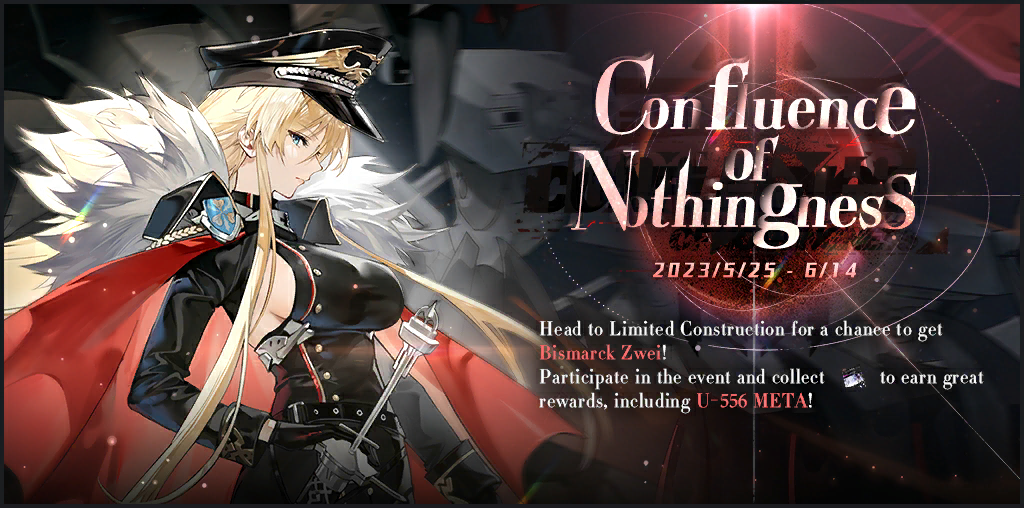 Confluence
of
Nothingness
2023/5/25 - 6/14
Head to Limited Construction for a chance to get
Bismarck Zwei!
Participate in the event and collect to earn great
rewards, including U-556 META!